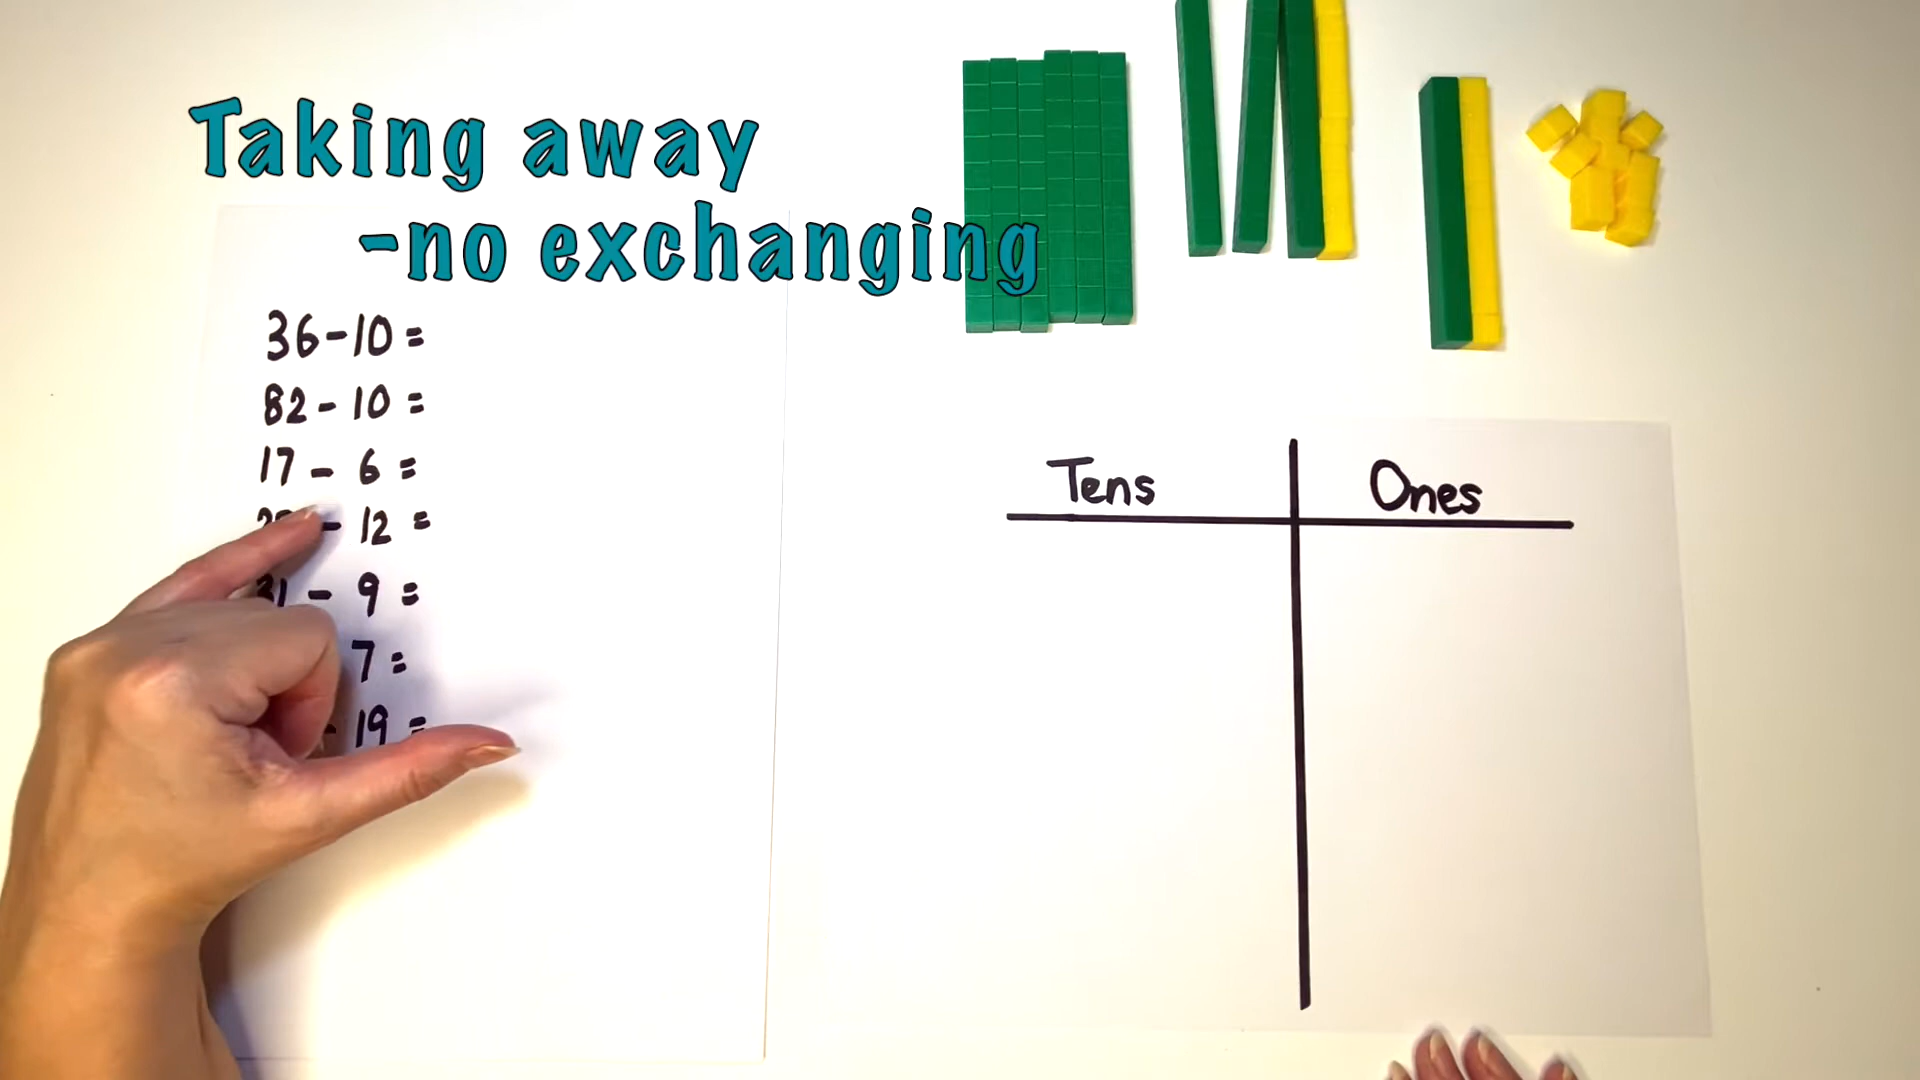 Taking away
-no exchanging
36-10=
82-10=
17-6=
- 12 =
- 9 =
7=
- 19 =
Tens Ones